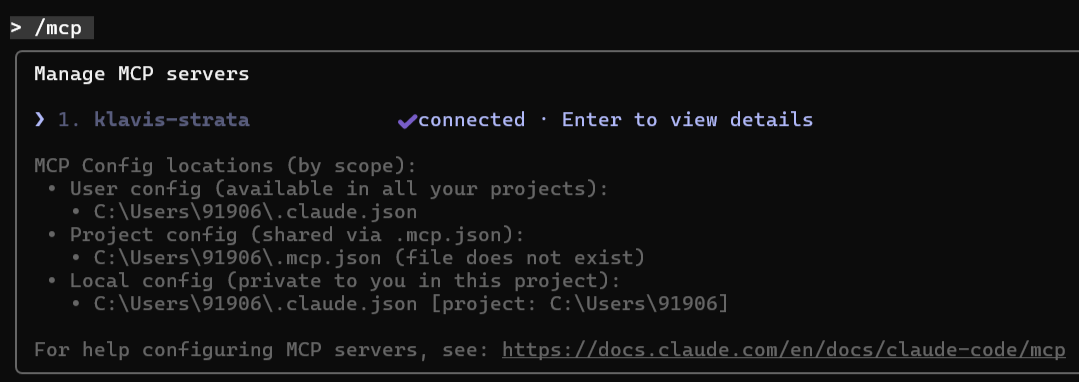 > /mcp
Manage MCP servers
❯ 1. klavis-strata ✔connected · Enter to view details
MCP Config locations (by scope):
• User config (available in all your projects):
• C:\Users\91906\.claude.json
• Project config (shared via .mcp.json):
• C:\Users\91906\.mcp.json (file does not exist)
• Local config (private to you in this project):
• C:\Users\91906\.claude.json [project: C:\Users\91906]
For help configuring MCP servers, see: https://docs.claude.com/en/docs/claude-code/mcp